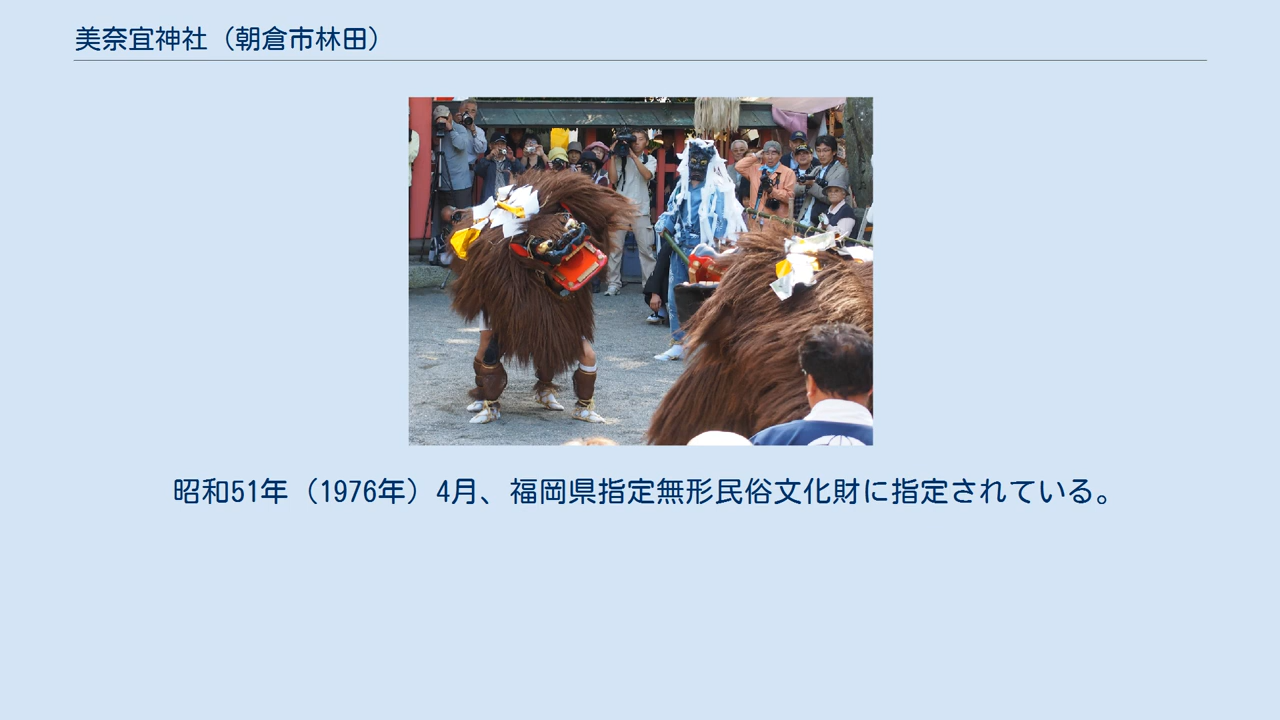 美奈宜神社（朝倉市林田）
昭和51年（1976年）4月、福岡県指定無形民俗文化財に指定されている。